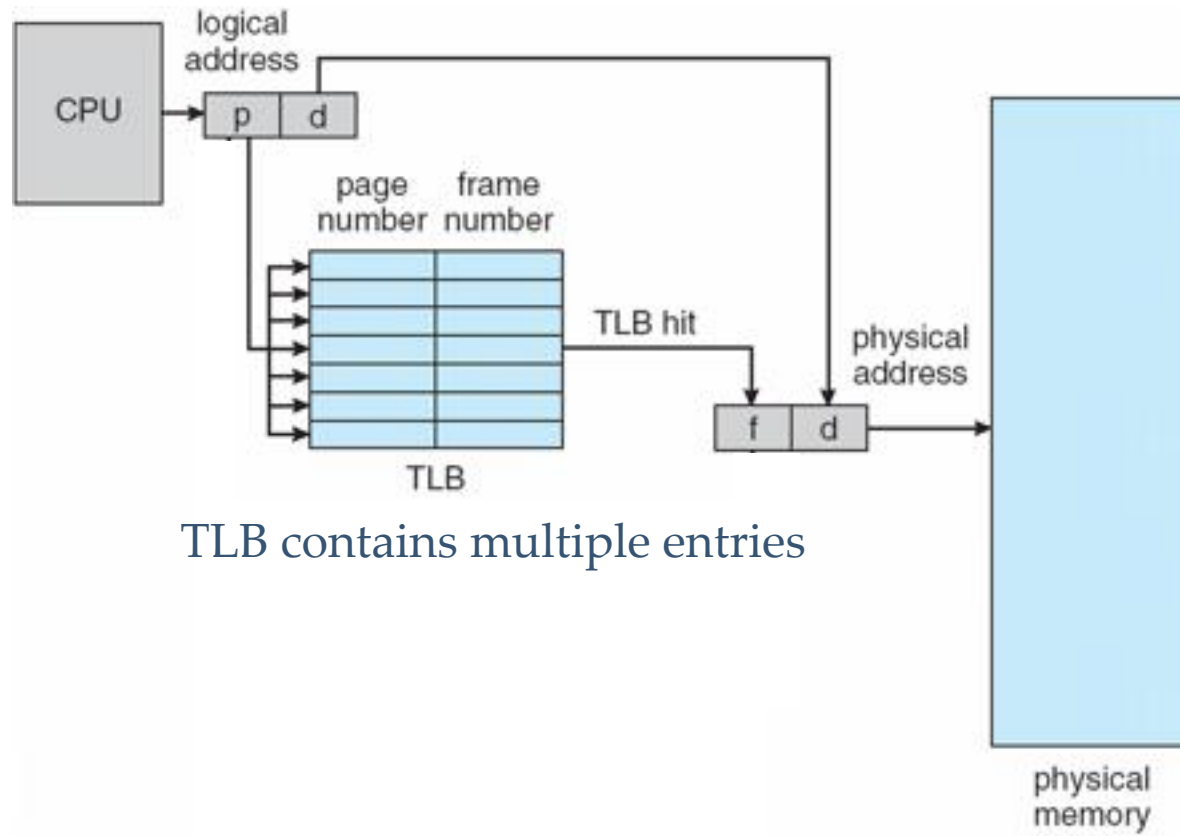 logical
address
CPU
p d
page frame
number number
TLB hit
physical
address
f d
TLB
TLB contains multiple entries
physical
memory